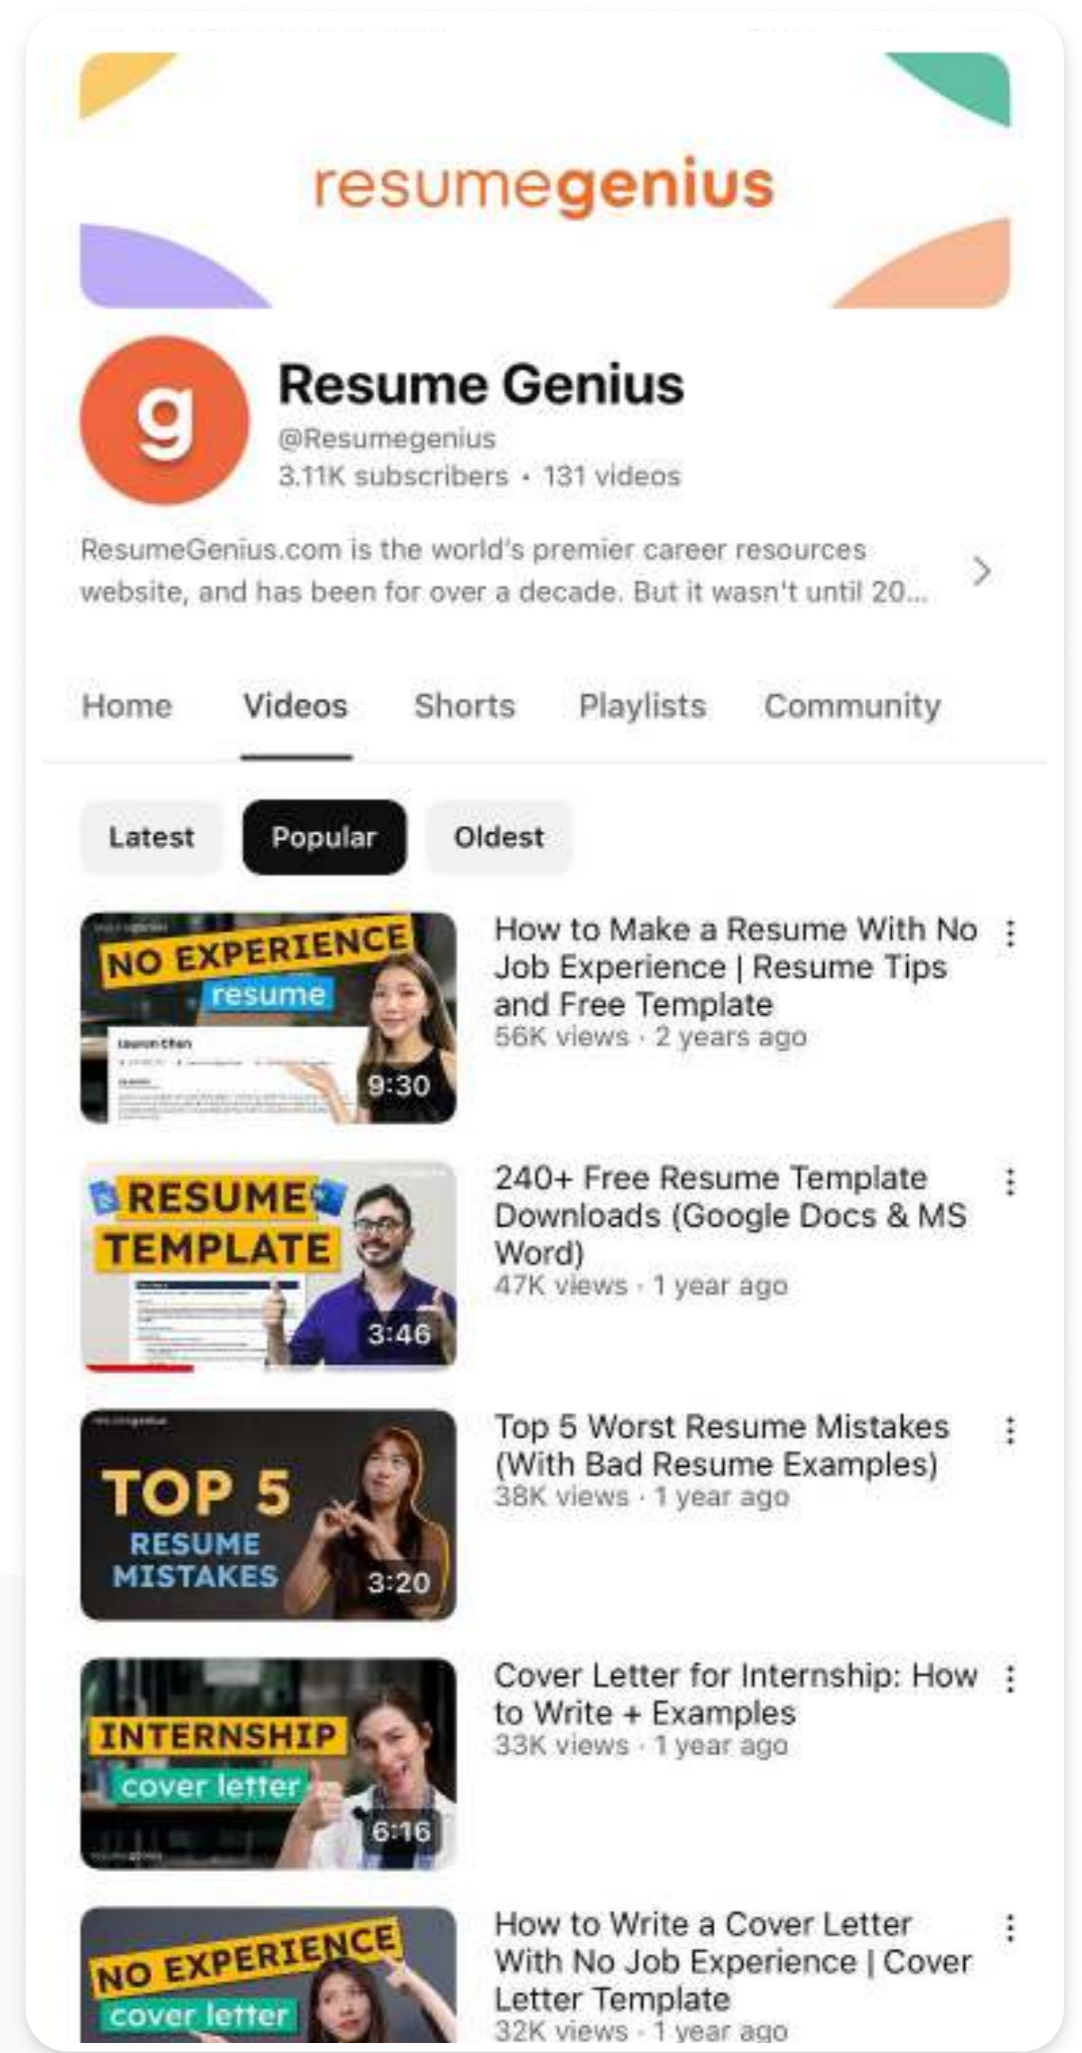 resumegenius
g
Resume Genius
@Resumegenius
3.11K subscribers • 131 videos
ResumeGenius.com is the world's premier career resources
website, and has been for over a decade. But it wasn't until 20...
Home Videos Shorts Playlists Community
Latest Popular Oldest
NO EXPERIENCE
resume
Lauren Chen
9:30
How to Make a Resume With No
Job Experience | Resume Tips
and Free Template
56K views · 2 years ago
RESUME
TEMPLATE
3:46
240+ Free Resume Template
Downloads (Google Docs & MS
Word)
47K views · 1 year ago
resumegenius
TOP 5
RESUME
MISTAKES
3:20
Top 5 Worst Resume Mistakes
(With Bad Resume Examples)
38K views · 1 year ago
INTERNSHIP
cover letter
6:16
Cover Letter for Internship: How
to Write + Examples
33K views · 1 year ago
NO EXPERIENCE
cover letter
How to Write a Cover Letter
With No Job Experience | Cover
Letter Template
32K views · 1 year ago